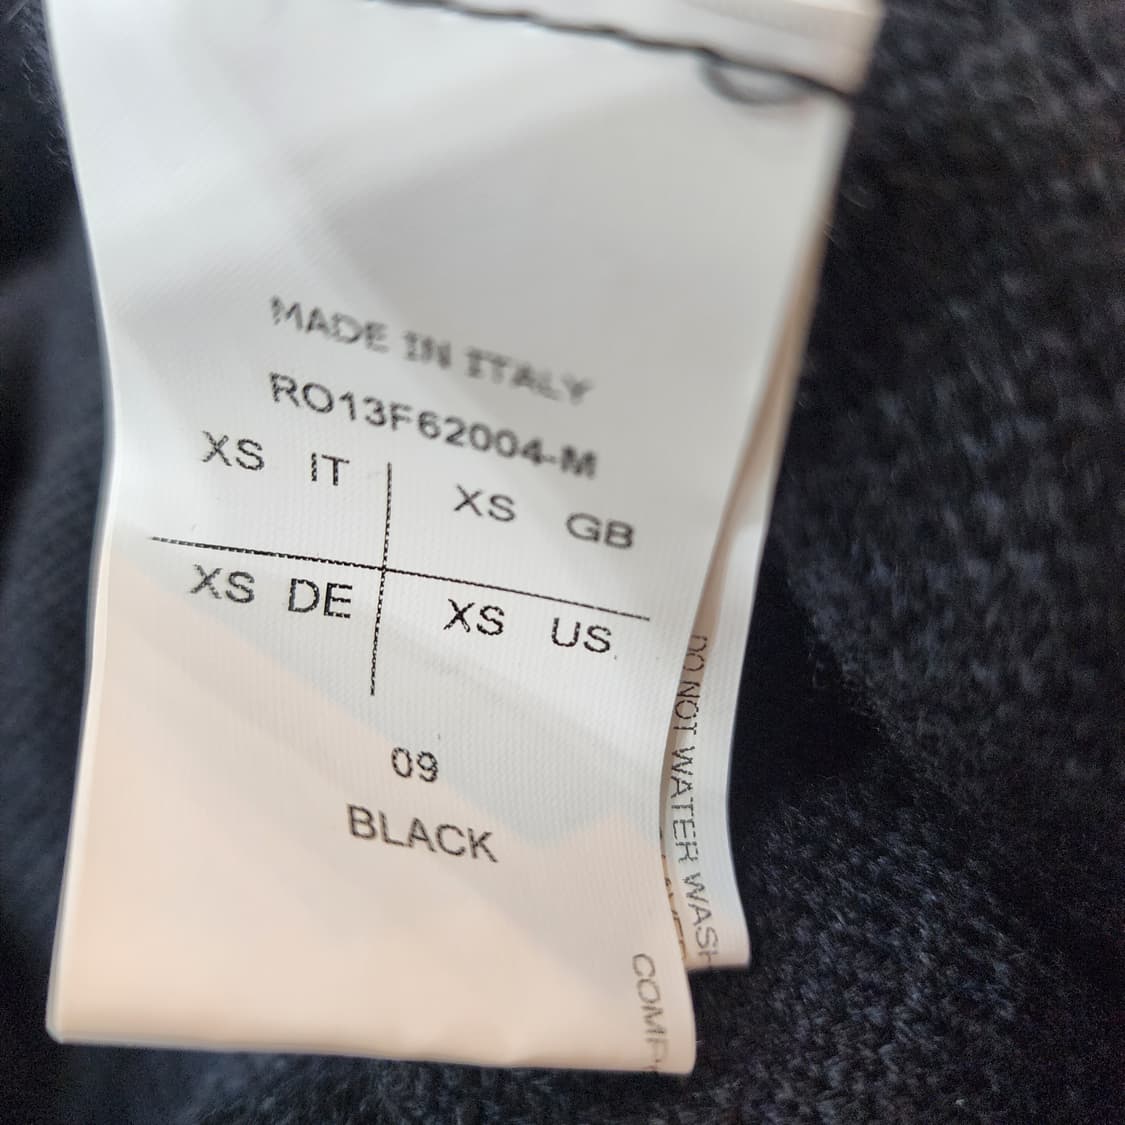 MADE IN ITALY
RO13F62004-M
XS IT XS GB
XS DE XS US
09
BLACK
DO NOT WATER WASH